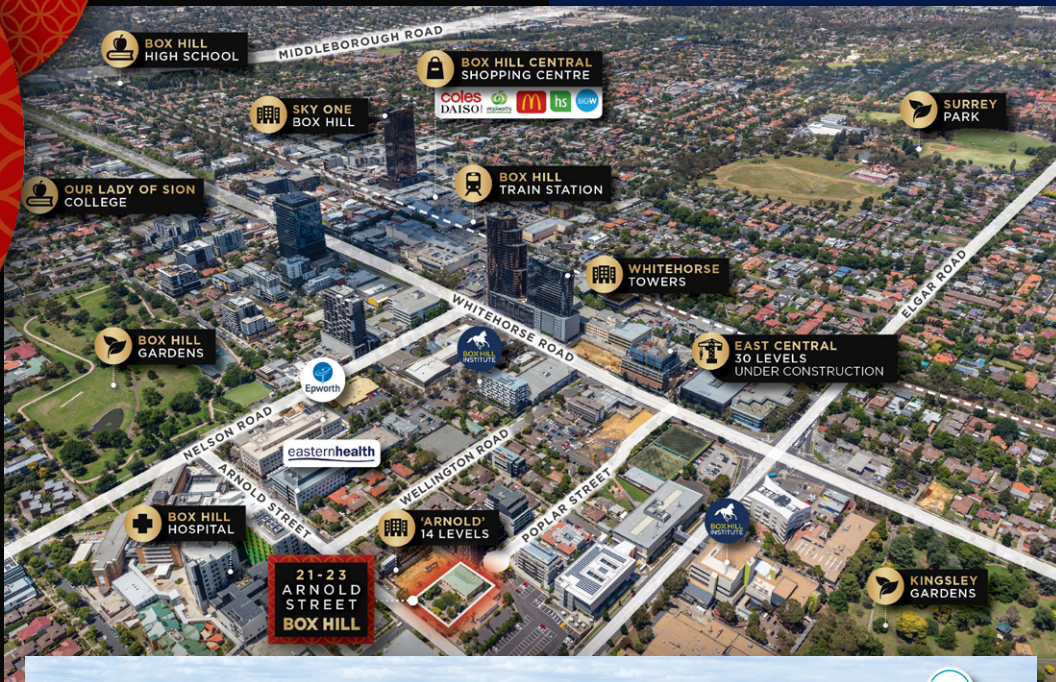 BOX HILL
HIGH SCHOOL
MIDDLEBOROUGH ROAD
BOX HILL CENTRAL
SHOPPING CENTRE
coles
DAISO
woolworths
hs
BIGW
SKY ONE
BOX HILL
SURREY
PARK
OUR LADY OF SION
COLLEGE
BOX HILL
TRAIN STATION
WHITEHORSE
TOWERS
ELGAR ROAD
WHITEHORSE ROAD
BOX HILL
GARDENS
BOX HILL
INSTITUTE
EAST CENTRAL
30 LEVELS
UNDER CONSTRUCTION
Epworth
NELSON ROAD
easternhealth
WELLINGTON ROAD
ARNOLD STREET
POPLAR STREET
BOX HILL
HOSPITAL
'ARNOLD'
14 LEVELS
BOX HILL
INSTITUTE
21-23
ARNOLD
STREET
BOX HILL
KINGSLEY
GARDENS